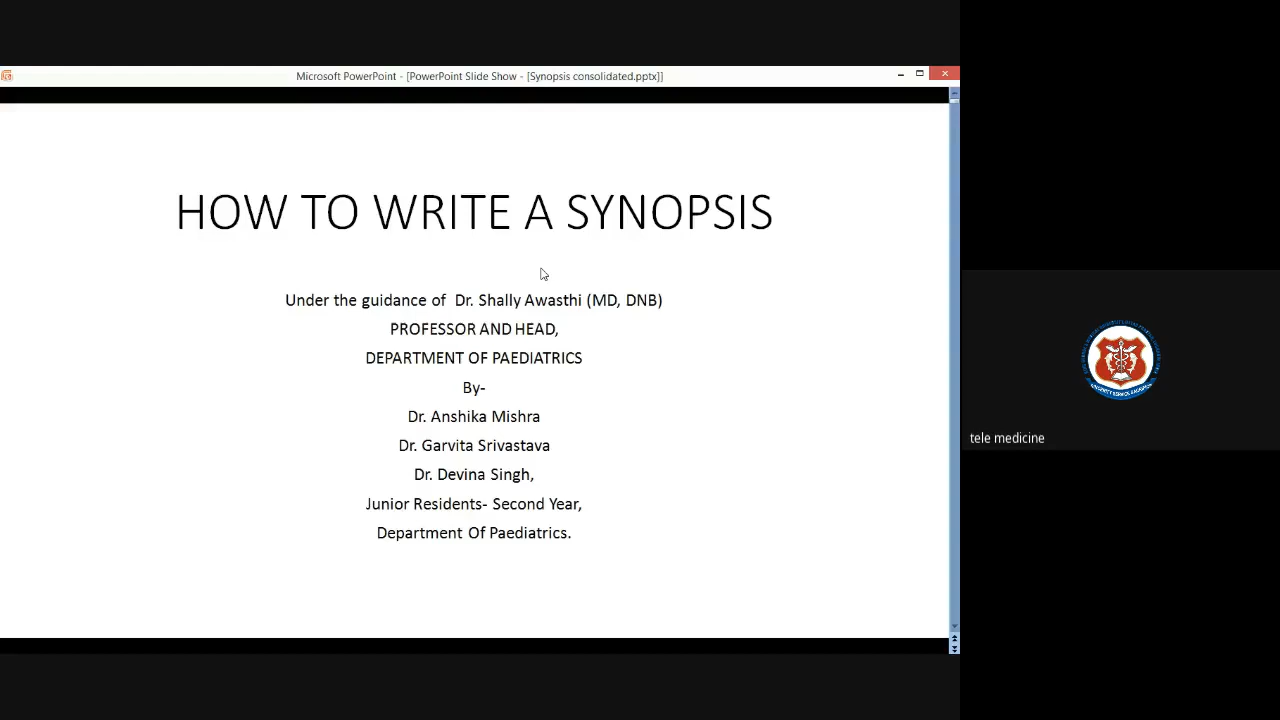 Microsoft PowerPoint - [PowerPoint Slide Show - [Synopsis consolidated.pptx]]
HOW TO WRITE A SYNOPSIS
Under the guidance of Dr. Shally Awasthi (MD, DNB)
PROFESSOR AND HEAD,
DEPARTMENT OF PAEDIATRICS
By-
Dr. Anshika Mishra
Dr. Garvita Srivastava
Dr. Devina Singh,
Junior Residents- Second Year,
Department Of Paediatrics.
tele medicine